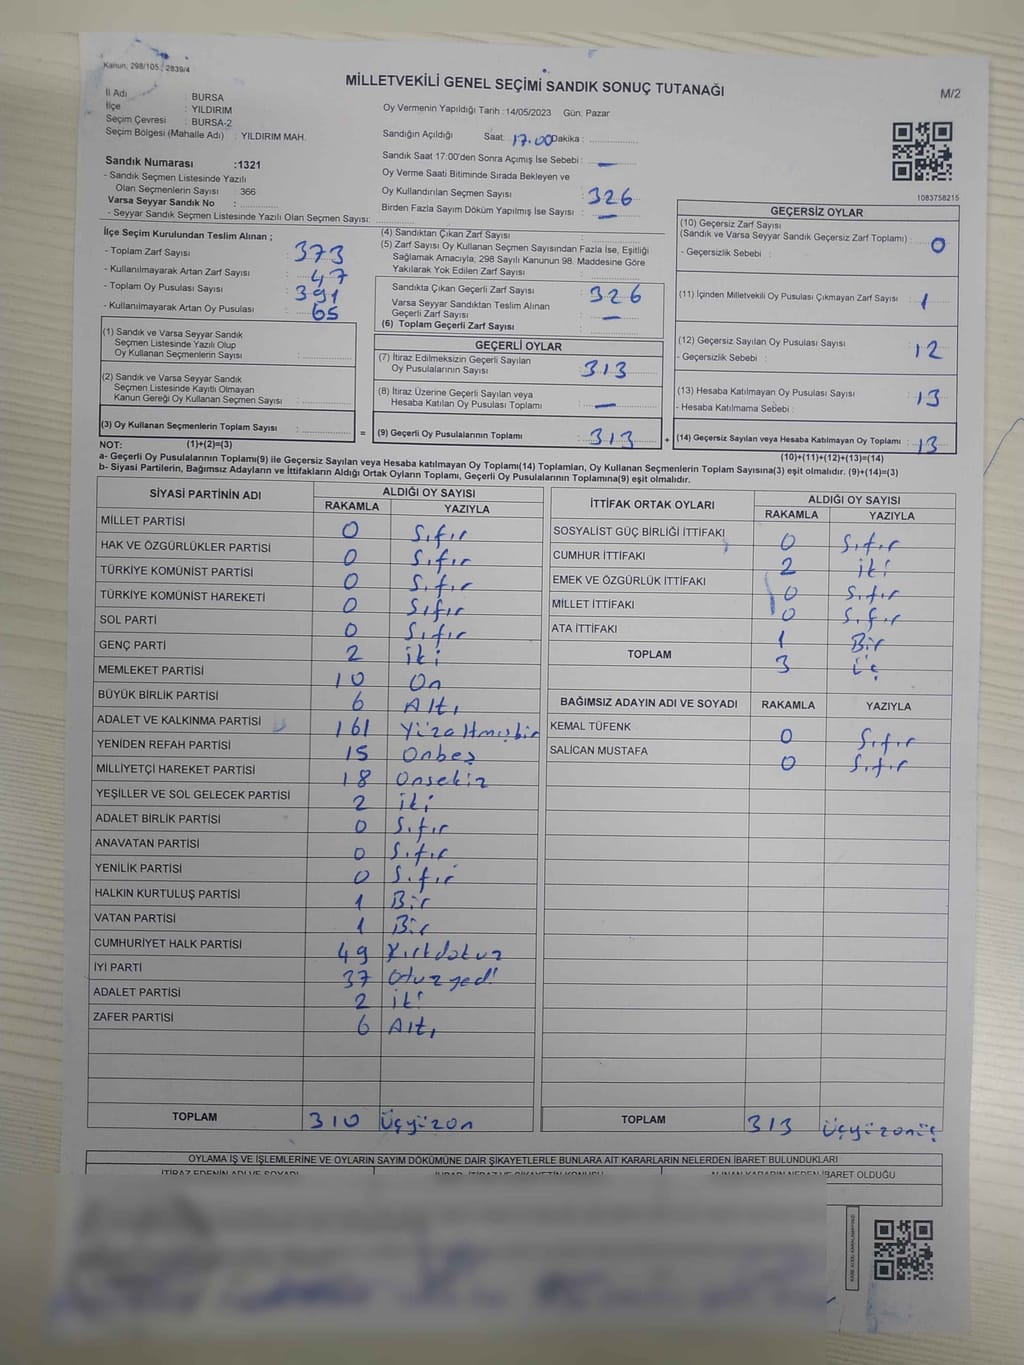 Kanun, 298/105, 2839/4
MİLLETVEKİLİ GENEL SEÇİMİ SANDIK SONUÇ TUTANAĞI
M/2
İl Adı : BURSA
İlçe : YILDIRIM
Seçim Çevresi : BURSA-2
Seçim Bölgesi (Mahalle Adı) : YILDIRIM MAH.
Sandık Numarası :1321
- Sandık Seçmen Listesinde Yazılı
Olan Seçmenlerin Sayısı : 366
Varsa Seyyar Sandık No : ....................
- Seyyar Sandık Seçmen Listesinde Yazılı Olan Seçmen Sayısı: ............
İlçe Seçim Kurulundan Teslim Alınan ;
- Toplam Zarf Sayısı : 373
- Kullanılmayarak Artan Zarf Sayısı : 47
- Toplam Oy Pusulası Sayısı : 391
- Kullanılmayarak Artan Oy Pusulası : 65
(1) Sandık ve Varsa Seyyar Sandık
Seçmen Listesinde Yazılı Olup
Oy Kullanan Seçmenlerin Sayısı : ................
(2) Sandık ve Varsa Seyyar Sandık
Seçmen Listesinde Kayıtlı Olmayan
Kanun Gereği Oy Kullanan Seçmen Sayısı : ................
(3) Oy Kullanan Seçmenlerin Toplam Sayısı : ................
Oy Vermenin Yapıldığı Tarih :14/05/2023 Gün: Pazar
Sandığın Açıldığı Saat: 17.00 Dakika : ................
Sandık Saat 17:00'den Sonra Açımış İse Sebebi : —
Oy Verme Saati Bitiminde Sırada Bekleyen ve
Oy Kullandırılan Seçmen Sayısı : 326
Birden Fazla Sayım Döküm Yapılmış İse Sayısı : —
(4) Sandıktan Çıkan Zarf Sayısı : ................
(5) Zarf Sayısı Oy Kullanan Seçmen Sayısından Fazla İse, Eşitliği
Sağlamak Amacıyla; 298 Sayılı Kanunun 98. Maddesine Göre
Yakılarak Yok Edilen Zarf Sayısı : ................
Sandıkta Çıkan Geçerli Zarf Sayısı : 326
Varsa Seyyar Sandıktan Teslim Alınan
Geçerli Zarf Sayısı : —
(6) Toplam Geçerli Zarf Sayısı : ................
GEÇERLİ OYLAR
(7) İtiraz Edilmeksizin Geçerli Sayılan
Oy Pusulalarının Sayısı : 313
(8) İtiraz Üzerine Geçerli Sayılan veya
Hesaba Katılan Oy Pusulası Toplamı : —
= (9) Geçerli Oy Pusulalarının Toplamı : 313 +
1083758215
GEÇERSİZ OYLAR
(10) Geçersiz Zarf Sayısı
(Sandık ve Varsa Seyyar Sandık Geçersiz Zarf Toplamı) : 0
- Geçersizlik Sebebi :
(11) İçinden Milletvekili Oy Pusulası Çıkmayan Zarf Sayısı : 1
(12) Geçersiz Sayılan Oy Pusulası Sayısı : 12
- Geçersizlik Sebebi :
(13) Hesaba Katılmayan Oy Pusulası Sayısı : 13
- Hesaba Katılmama Sebebi :
(14) Geçersiz Sayılan veya Hesaba Katılmayan Oy Toplamı : 13
NOT: (1)+(2)=(3)
(10)+(11)+(12)+(13)=(14)
a- Geçerli Oy Pusulalarının Toplamı(9) ile Geçersiz Sayılan veya Hesaba katılmayan Oy Toplamı(14) Toplamları, Oy Kullanan Seçmenlerin Toplam Sayısına(3) eşit olmalıdır. (9)+(14)=(3)
b- Siyasi Partilerin, Bağımsız Adayların ve İttifakların Aldığı Ortak Oyların Toplamı, Geçerli Oy Pusulalarının Toplamına(9) eşit olmalıdır.
SİYASİ PARTİNİN ADI ALDIĞI OY SAYISI
RAKAMLA YAZIYLA
MİLLET PARTİSİ 0 Sıfır
HAK VE ÖZGÜRLÜKLER PARTİSİ 0 Sıfır
TÜRKİYE KOMÜNİST PARTİSİ 0 Sıfır
TÜRKİYE KOMÜNİST HAREKETİ 0 Sıfır
SOL PARTİ 0 Sıfır
GENÇ PARTİ 2 iki
MEMLEKET PARTİSİ 10 On
BÜYÜK BİRLİK PARTİSİ 6 Altı
ADALET VE KALKINMA PARTİSİ 161 Yüzaltmışbir
YENİDEN REFAH PARTİSİ 15 Onbeş
MİLLİYETÇİ HAREKET PARTİSİ 18 Onsekiz
YEŞİLLER VE SOL GELECEK PARTİSİ 2 iki
ADALET BİRLİK PARTİSİ 0 Sıfır
ANAVATAN PARTİSİ 0 Sıfır
YENİLİK PARTİSİ 0 Sıfır
HALKIN KURTULUŞ PARTİSİ 1 Bir
VATAN PARTİSİ 1 Bir
CUMHURİYET HALK PARTİSİ 49 Kırkdokuz
İYİ PARTİ 37 Otuzyedi
ADALET PARTİSİ 2 iki
ZAFER PARTİSİ 6 Altı
TOPLAM 310 Üçyüzon
İTTİFAK ORTAK OYLARI ALDIĞI OY SAYISI
RAKAMLA YAZIYLA
SOSYALİST GÜÇ BİRLİĞİ İTTİFAKI 0 Sıfır
CUMHUR İTTİFAKI 2 iki
EMEK VE ÖZGÜRLÜK İTTİFAKI 0 Sıfır
MİLLET İTTİFAKI 0 Sıfır
ATA İTTİFAKI 1 Bir
TOPLAM 3 üç
BAĞIMSIZ ADAYIN ADI VE SOYADI RAKAMLA YAZIYLA
KEMAL TÜFENK 0 Sıfır
SALİCAN MUSTAFA 0 Sıfır
TOPLAM 313 Üçyüzonüç
OYLAMA İŞ VE İŞLEMLERİNE VE OYLARIN SAYIM DÖKÜMÜNE DAİR ŞİKAYETLERLE BUNLARA AİT KARARLARIN NELERDEN İBARET BULUNDUKLARI
İTİRAZ EDENİN ADI VE SOYADI
ALINAN KARARIN NEDEN İBARET OLDUĞU